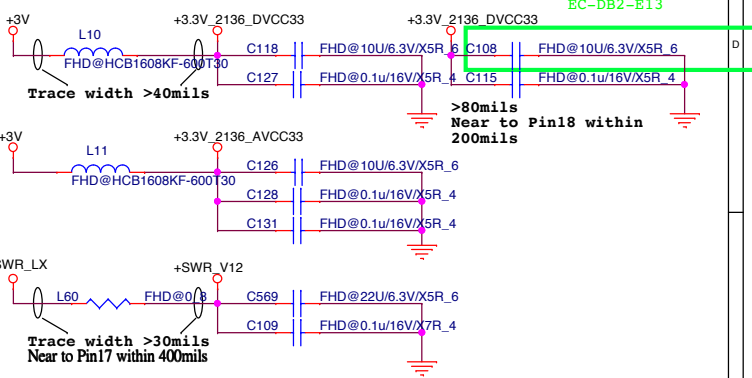 EC-DB2-E13
+3V
+3.3V_2136_DVCC33
+3.3V_2136_DVCC33
L10
C118 FHD@10U/6.3V/X5R_6
C108 FHD@10U/6.3V/X5R_6
D
FHD@HCB1608KF-600T30
C127 FHD@0.1u/16V/X5R_4
C115 FHD@0.1u/16V/X5R_4
Trace width >40mils
>80mils
Near to Pin18 within
200mils
+3V
+3.3V_2136_AVCC33
L11
C126 FHD@10U/6.3V/X5R_6
FHD@HCB1608KF-600T30
C128 FHD@0.1u/16V/X5R_4
C131 FHD@0.1u/16V/X5R_4
SWR_LX
+SWR_V12
L60 FHD@0_8
C569 FHD@22U/6.3V/X5R_6
C109 FHD@0.1u/16V/X7R_4
Trace width >30mils
Near to Pin17 within 400mils